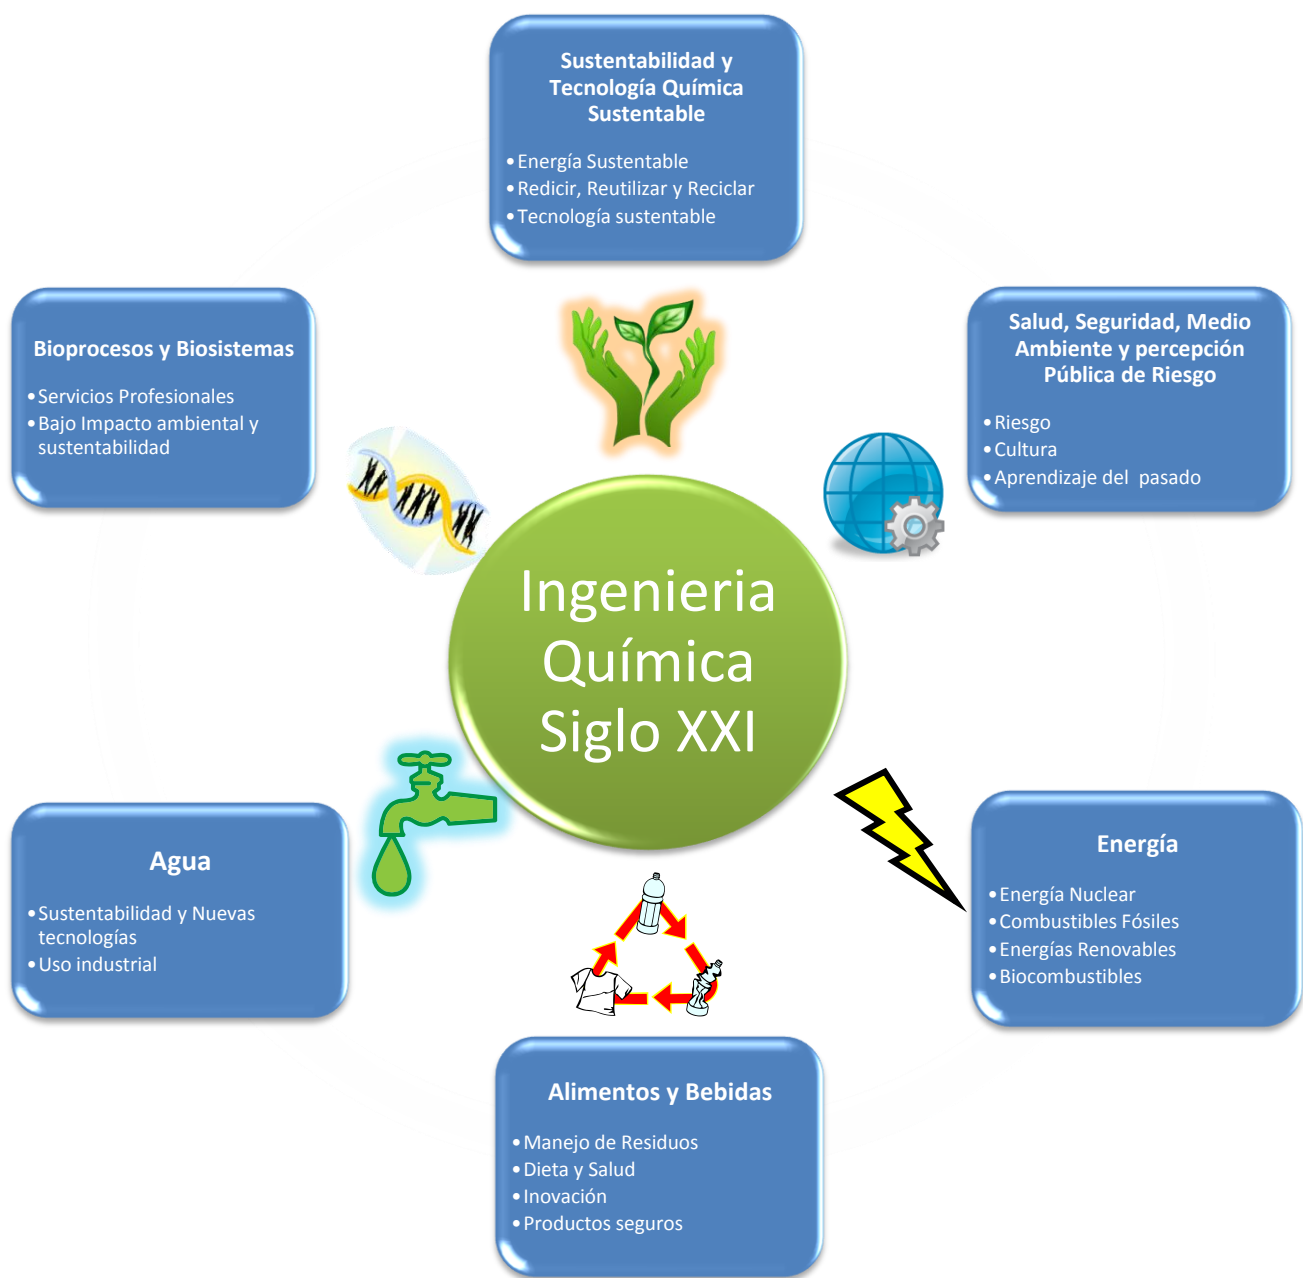 Sustentabilidad y
Tecnología Química
Sustentable
•Energía Sustentable
•Redicir, Reutilizar y Reciclar
•Tecnología sustentable
Salud, Seguridad, Medio
Ambiente y percepción
Pública de Riesgo
•Riesgo
•Cultura
•Aprendizaje del pasado
Energía
•Energía Nuclear
•Combustibles Fósiles
•Energías Renovables
•Biocombustibles
Alimentos y Bebidas
•Manejo de Residuos
•Dieta y Salud
•Inovación
•Productos seguros
Agua
•Sustentabilidad y Nuevas
tecnologías
•Uso industrial
Bioprocesos y Biosistemas
•Servicios Profesionales
•Bajo Impacto ambiental y
sustentabilidad
Ingenieria
Química
Siglo XXI